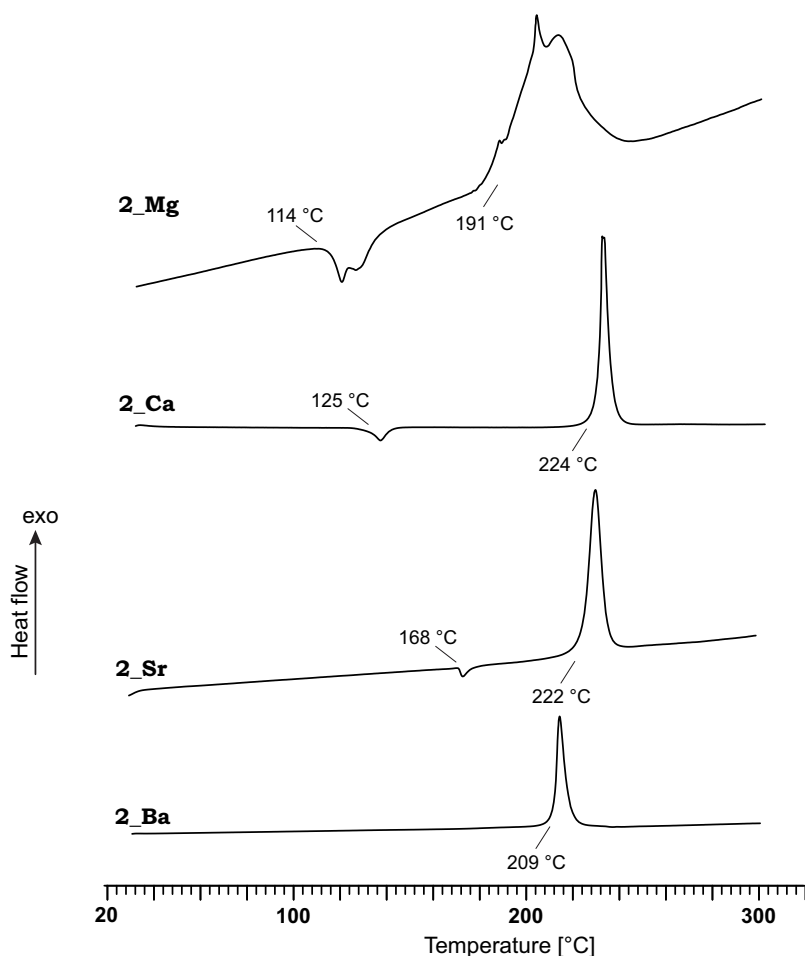 2_Mg
114 °C
191 °C
2_Ca
125 °C
224 °C
exo
Heat flow
168 °C
2_Sr
222 °C
2_Ba
209 °C
20 100 200 300
Temperature [°C]